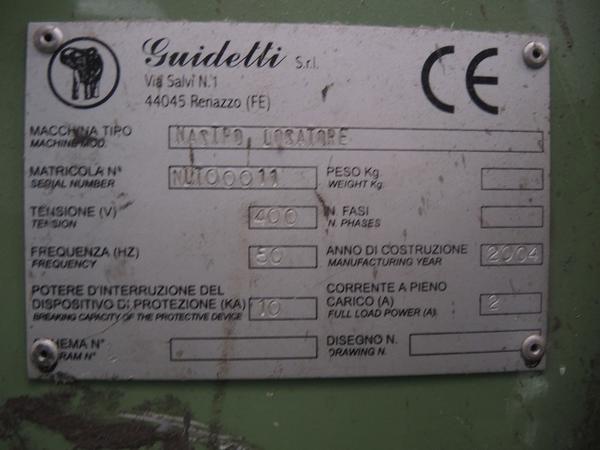 Guidetti S.r.l.
Via Salvi N.1
44045 Renazzo (FE)
CE
MACCHINA TIPO
MACHINE MOD.
MATRICOLA N°
SERIAL NUMBER
NUT00011
PESO Kg.
WEIGHT Kg.
TENSIONE (V) 400
TENSION
N. FASI
N. PHASES
FREQUENZA (HZ) 50
FREQUENCY
ANNO DI COSTRUZIONE 2004
MANUFACTURING YEAR
POTERE D'INTERRUZIONE DEL
DISPOSITIVO DI PROTEZIONE (KA) 10
BREAKING CAPACITY OF THE PROTECTIVE DEVICE
CORRENTE A PIENO
CARICO (A) 2
FULL LOAD POWER (A).
HEMA N°
RAM N°
DISEGNO N.
DRAWING N.